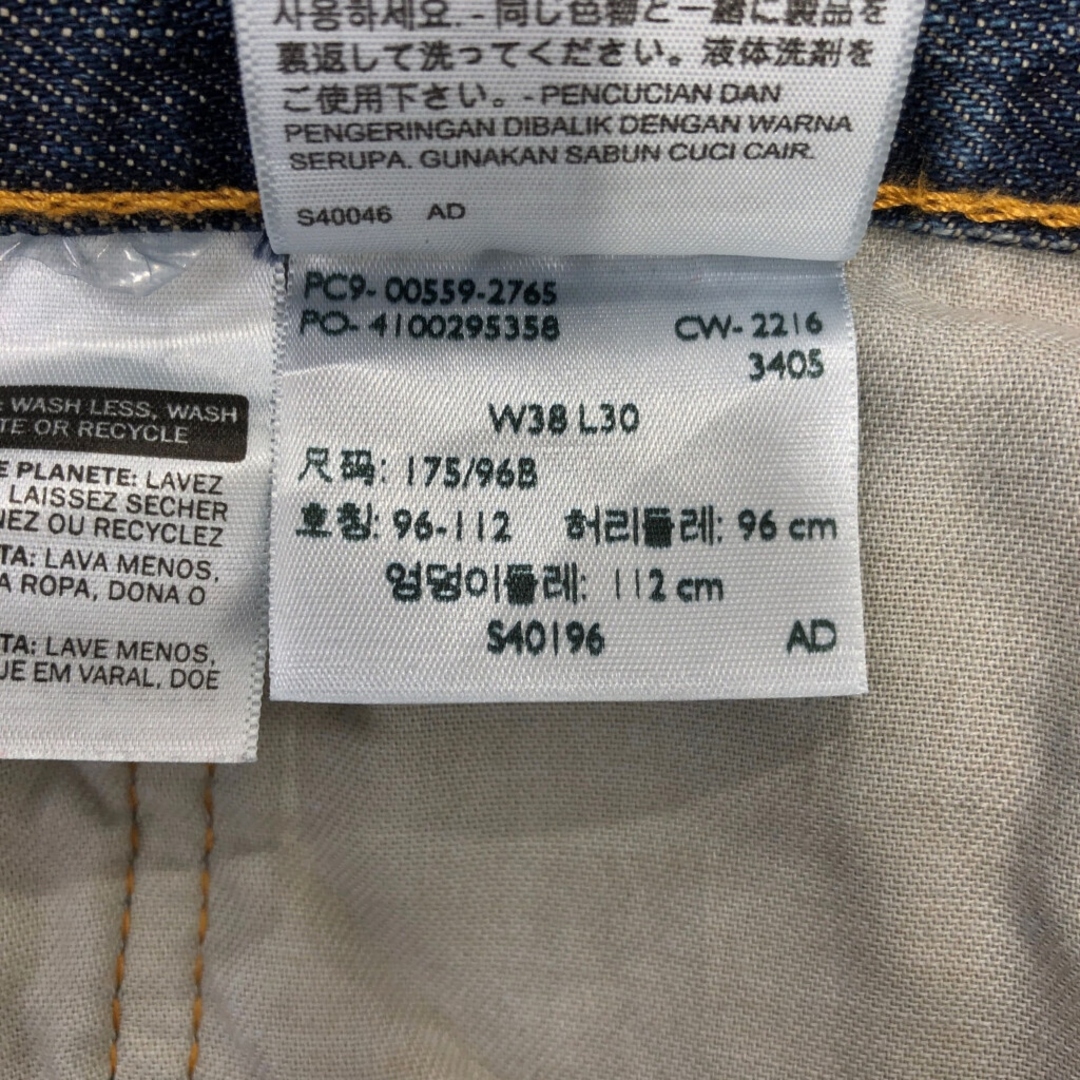 사용하세요. - 同じ色物と一緒に製品を
裏返して洗ってください。液体洗剤を
ご使用下さい。- PENCUCIAN DAN
PENGERINGAN DIBALIK DENGAN WARNA
SERUPA. GUNAKAN SABUN CUCI CAIR.
S40046 AD
PC9- 00559-2765
PO- 4100295358 CW- 2216
3405
W38 L30
尺码: 175/96B
호칭: 96-112 허리둘레: 96 cm
엉덩이둘레: 112 cm
S40196 AD
: WASH LESS, WASH
TE OR RECYCLE
E PLANETE: LAVEZ
LAISSEZ SECHER
NEZ OU RECYCLEZ
TA: LAVA MENOS,
A ROPA, DONA O
TA: LAVE MENOS,
UE EM VARAL, DOE